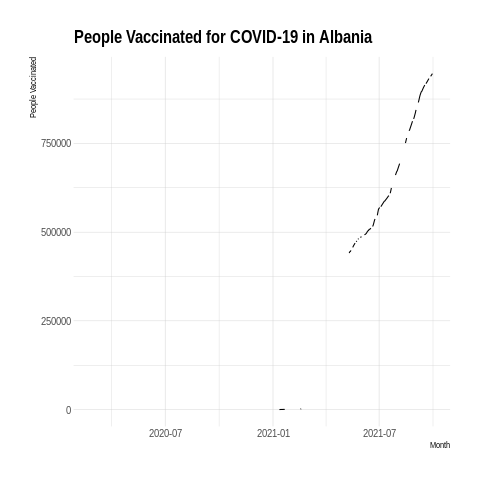 People Vaccinated for COVID-19 in Albania
People Vaccinated
750000
500000
250000
0
2020-07 2021-01 2021-07
Month